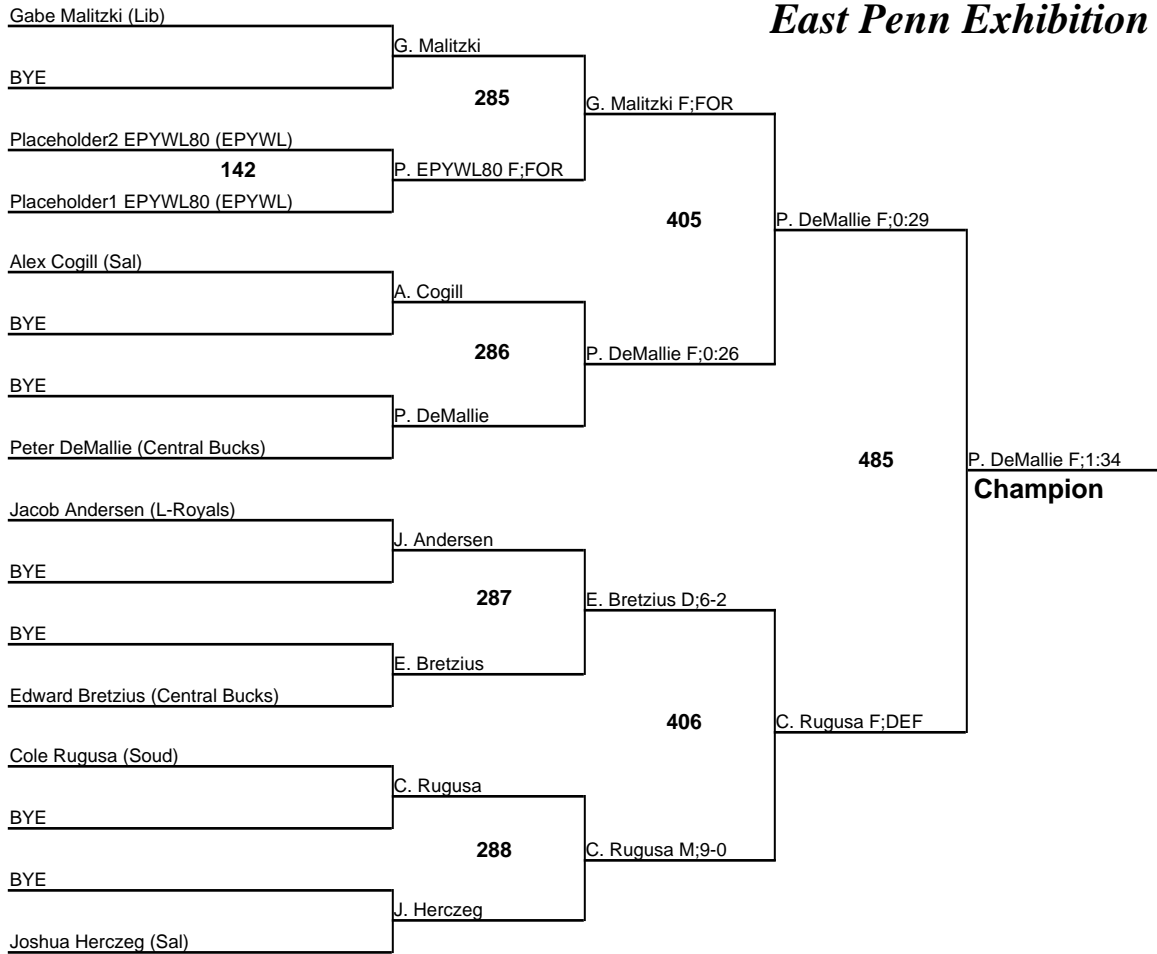 East Penn Exhibition
Gabe Malitzki (Lib)
G. Malitzki
BYE
285
G. Malitzki F;FOR
Placeholder2 EPYWL80 (EPYWL)
142
P. EPYWL80 F;FOR
Placeholder1 EPYWL80 (EPYWL)
405
P. DeMallie F;0:29
Alex Cogill (Sal)
A. Cogill
BYE
286
P. DeMallie F;0:26
BYE
P. DeMallie
Peter DeMallie (Central Bucks)
485
P. DeMallie F;1:34
Champion
Jacob Andersen (L-Royals)
J. Andersen
BYE
287
E. Bretzius D;6-2
BYE
E. Bretzius
Edward Bretzius (Central Bucks)
406
C. Rugusa F;DEF
Cole Rugusa (Soud)
C. Rugusa
BYE
288
C. Rugusa M;9-0
BYE
J. Herczeg
Joshua Herczeg (Sal)